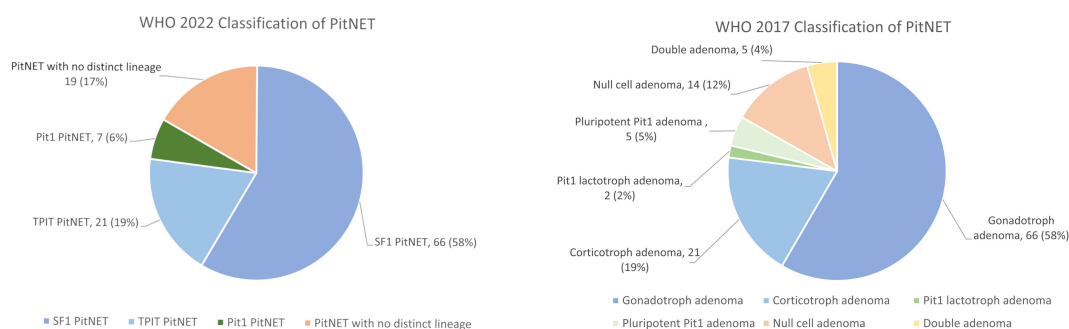 WHO 2022 Classification of PitNET
PitNET with no distinct lineage
19 (17%)
Pit1 PitNET, 7 (6%)
TPIT PitNET, 21 (19%)
SF1 PitNET, 66 (58%)
SF1 PitNET TPIT PitNET Pit1 PitNET PitNET with no distinct lineage
WHO 2017 Classification of PitNET
Double adenoma, 5 (4%)
Null cell adenoma, 14 (12%)
Pluripotent Pit1 adenoma ,
5 (5%)
Pit1 lactotroph adenoma,
2 (2%)
Corticotroph adenoma, 21
(19%)
Gonadotroph
adenoma, 66 (58%)
Gonadotroph adenoma Corticotroph adenoma Pit1 lactotroph adenoma
Pluripotent Pit1 adenoma Null cell adenoma Double adenoma